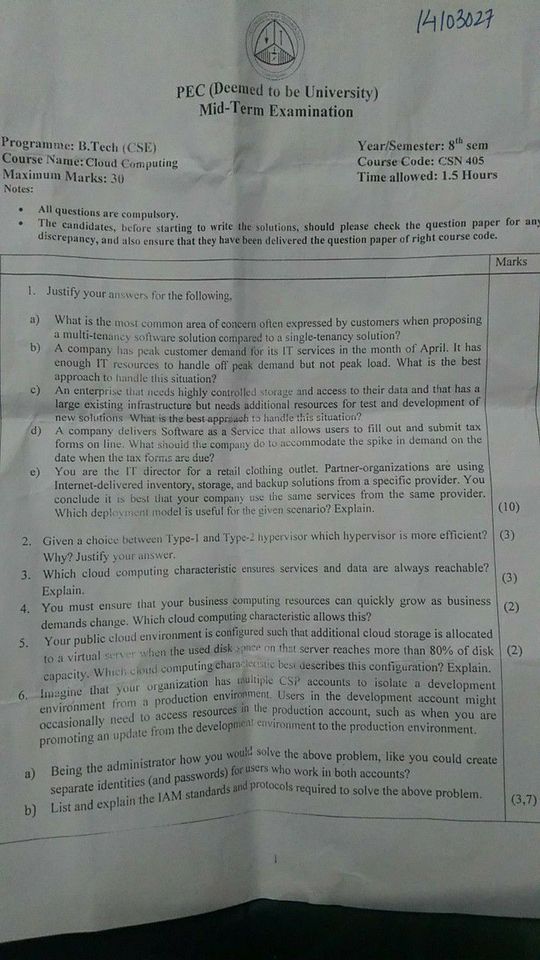 14103027
PEC (Deemed to be University)
Mid-Term Examination
Programme: B.Tech (CSE)
Year/Semester: 8th sem
Course Name: Cloud Computing
Course Code: CSN 405
Maximum Marks: 30
Time allowed: 1.5 Hours
Notes:
• All questions are compulsory.
• The candidates, before starting to write the solutions, should please check the question paper for any
discrepancy, and also ensure that they have been delivered the question paper of right course code.
Marks
1. Justify your answers for the following,
a) What is the most common area of concern often expressed by customers when proposing
a multi-tenancy software solution compared to a single-tenancy solution?
b) A company has peak customer demand for its IT services in the month of April. It has
enough IT resources to handle off peak demand but not peak load. What is the best
approach to handle this situation?
c) An enterprise that needs highly controlled storage and access to their data and that has a
large existing infrastructure but needs additional resources for test and development of
new solutions. What is the best approach to handle this situation?
d) A company delivers Software as a Service that allows users to fill out and submit tax
forms on line. What should the company do to accommodate the spike in demand on the
date when the tax forms are due?
e) You are the IT director for a retail clothing outlet. Partner-organizations are using
Internet-delivered inventory, storage, and backup solutions from a specific provider. You
conclude it is best that your company use the same services from the same provider.
Which deployment model is useful for the given scenario? Explain. (10)
2. Given a choice between Type-1 and Type-2 hypervisor which hypervisor is more efficient? (3)
Why? Justify your answer.
3. Which cloud computing characteristic ensures services and data are always reachable? (3)
Explain.
4. You must ensure that your business computing resources can quickly grow as business (2)
demands change. Which cloud computing characteristic allows this?
5. Your public cloud environment is configured such that additional cloud storage is allocated
to a virtual server when the used disk space on that server reaches more than 80% of disk (2)
capacity. Which cloud computing characteristic best describes this configuration? Explain.
6. Imagine that your organization has multiple CSP accounts to isolate a development
environment from a production environment. Users in the development account might
occasionally need to access resources in the production account, such as when you are
promoting an update from the development environment to the production environment.
a) Being the administrator how you would solve the above problem, like you could create
separate identities (and passwords) for users who work in both accounts?
b) List and explain the IAM standards and protocols required to solve the above problem. (3,7)
1